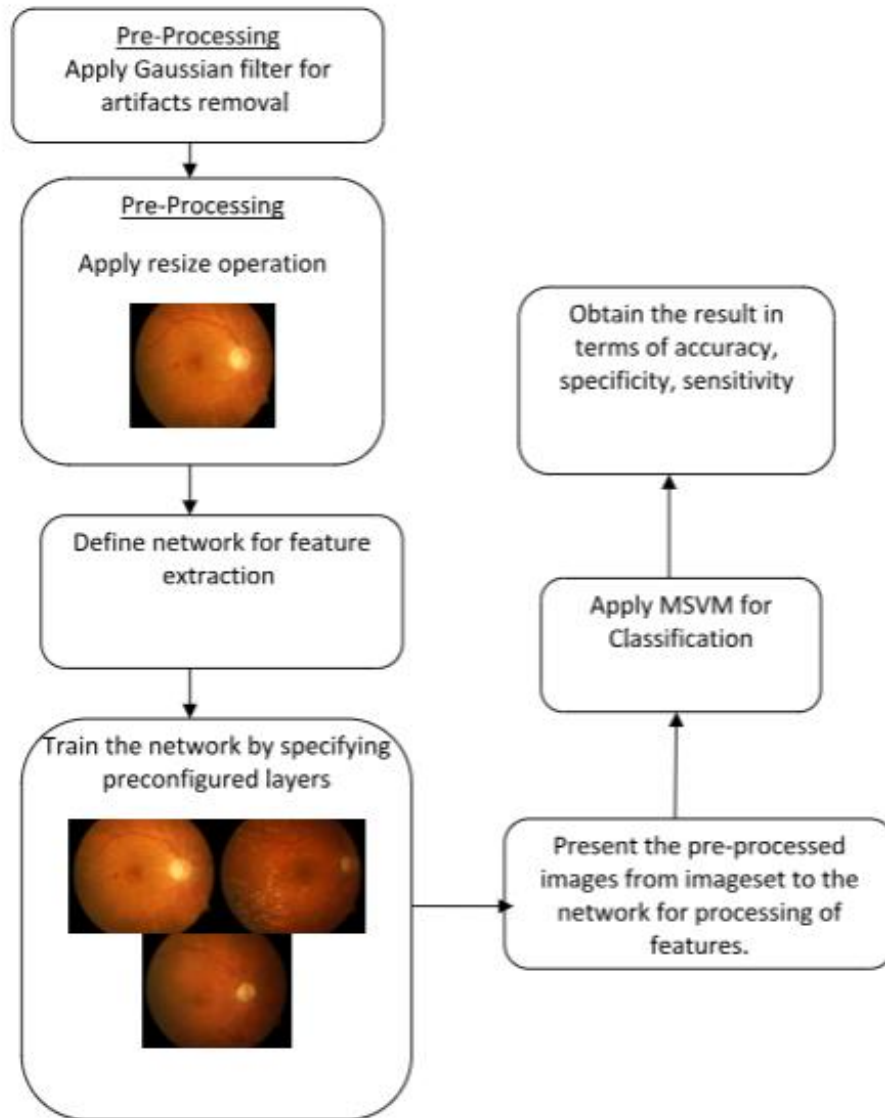 Pre-Processing
Apply Gaussian filter for
artifacts removal
Pre-Processing
Apply resize operation
Define network for feature
extraction
Train the network by specifying
preconfigured layers
Present the pre-processed
images from imageset to the
network for processing of
features.
Apply MSVM for
Classification
Obtain the result in
terms of accuracy,
specificity, sensitivity